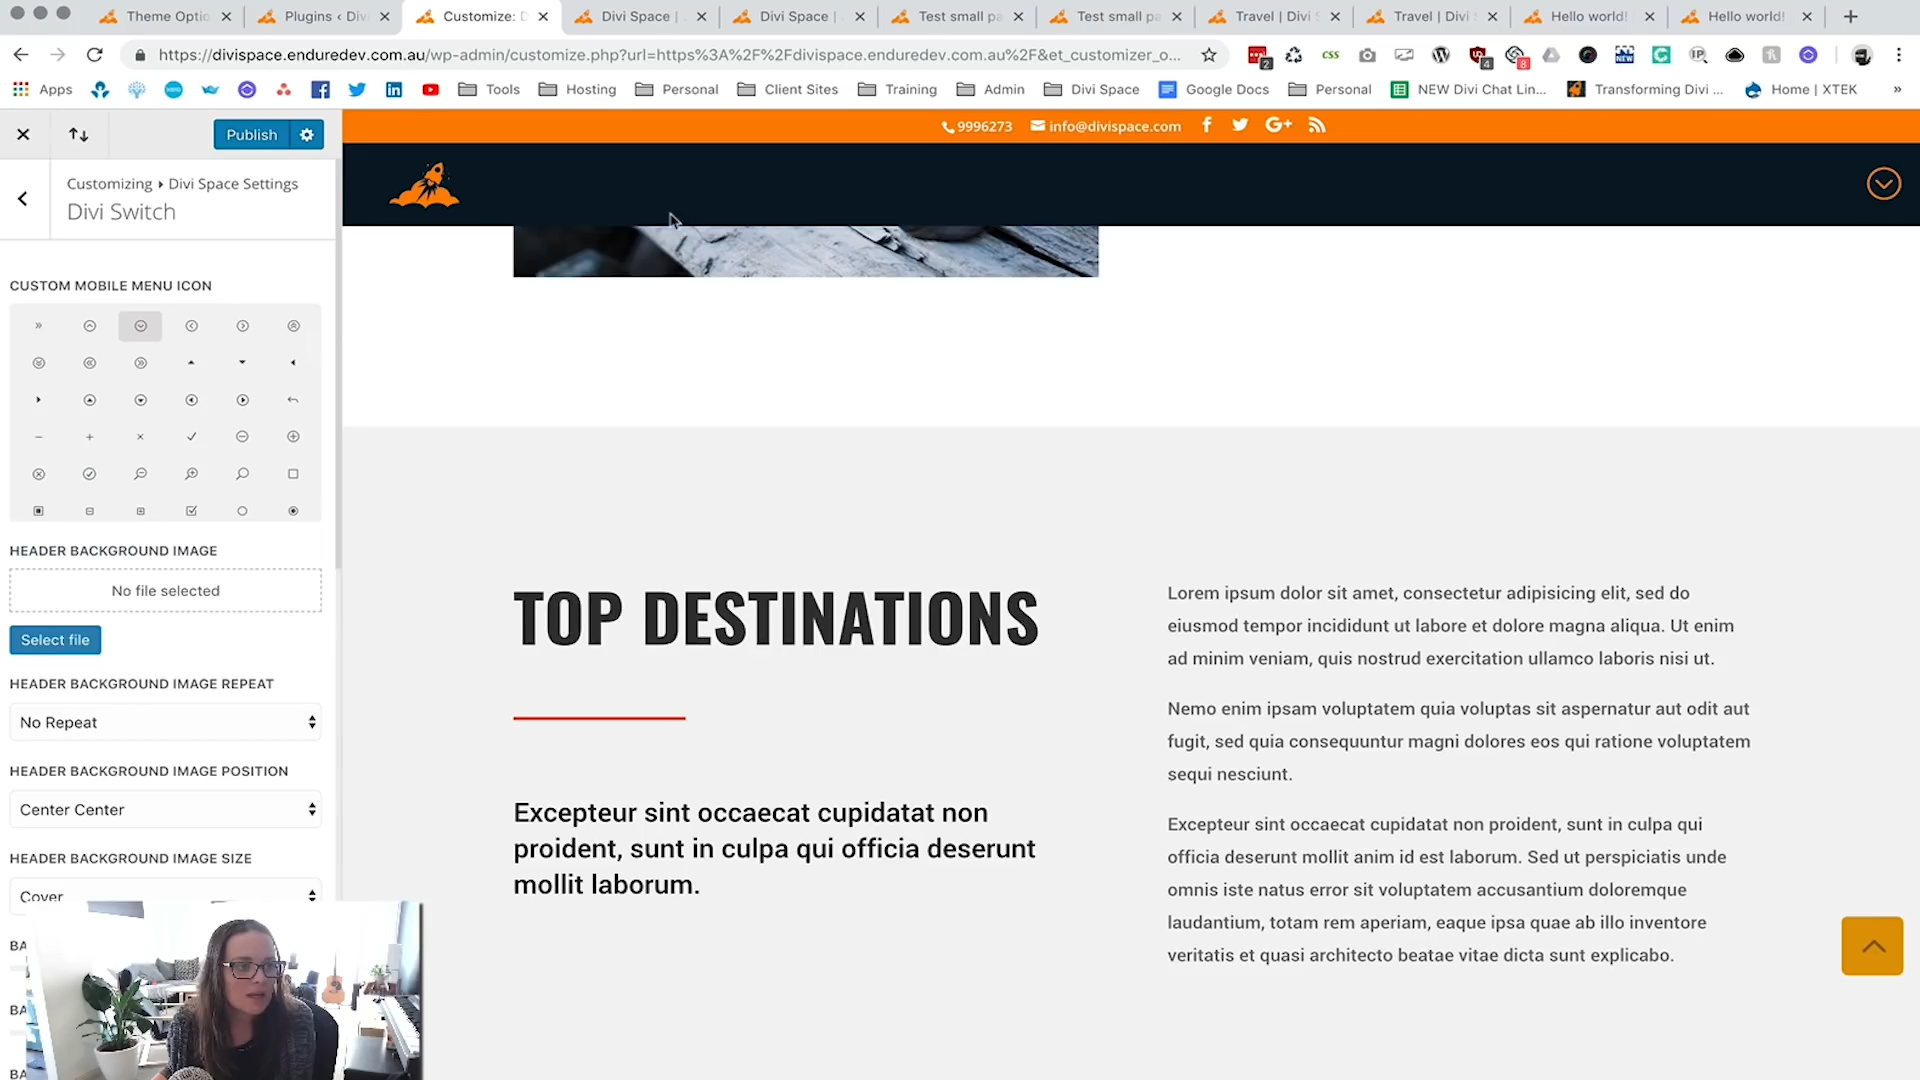 Theme Optio
Plugins ‹ Divi
Customize: D
Divi Space |
Divi Space |
Test small pa
Test small pa
Travel | Divi S
Travel | Divi
Hello world!
Hello world!
https://divispace.enduredev.com.au/wp-admin/customize.php?url=https%3A%2F%2Fdivispace.enduredev.com.au%2F&et_customizer_o...
Apps
Tools
Hosting
Personal
Client Sites
Training
Admin
Divi Space
Google Docs
Personal
NEW Divi Chat Lin...
Transforming Divi ...
Home | XTEK
Publish
9996273
info@divispace.com
Customizing ▸ Divi Space Settings
Divi Switch
CUSTOM MOBILE MENU ICON
HEADER BACKGROUND IMAGE
No file selected
Select file
HEADER BACKGROUND IMAGE REPEAT
No Repeat
HEADER BACKGROUND IMAGE POSITION
Center Center
HEADER BACKGROUND IMAGE SIZE
Cover
BA
BA
BA
TOP DESTINATIONS
Excepteur sint occaecat cupidatat non
proident, sunt in culpa qui officia deserunt
mollit laborum.
Lorem ipsum dolor sit amet, consectetur adipisicing elit, sed do
eiusmod tempor incididunt ut labore et dolore magna aliqua. Ut enim
ad minim veniam, quis nostrud exercitation ullamco laboris nisi ut.
Nemo enim ipsam voluptatem quia voluptas sit aspernatur aut odit aut
fugit, sed quia consequuntur magni dolores eos qui ratione voluptatem
sequi nesciunt.
Excepteur sint occaecat cupidatat non proident, sunt in culpa qui
officia deserunt mollit anim id est laborum. Sed ut perspiciatis unde
omnis iste natus error sit voluptatem accusantium doloremque
laudantium, totam rem aperiam, eaque ipsa quae ab illo inventore
veritatis et quasi architecto beatae vitae dicta sunt explicabo.